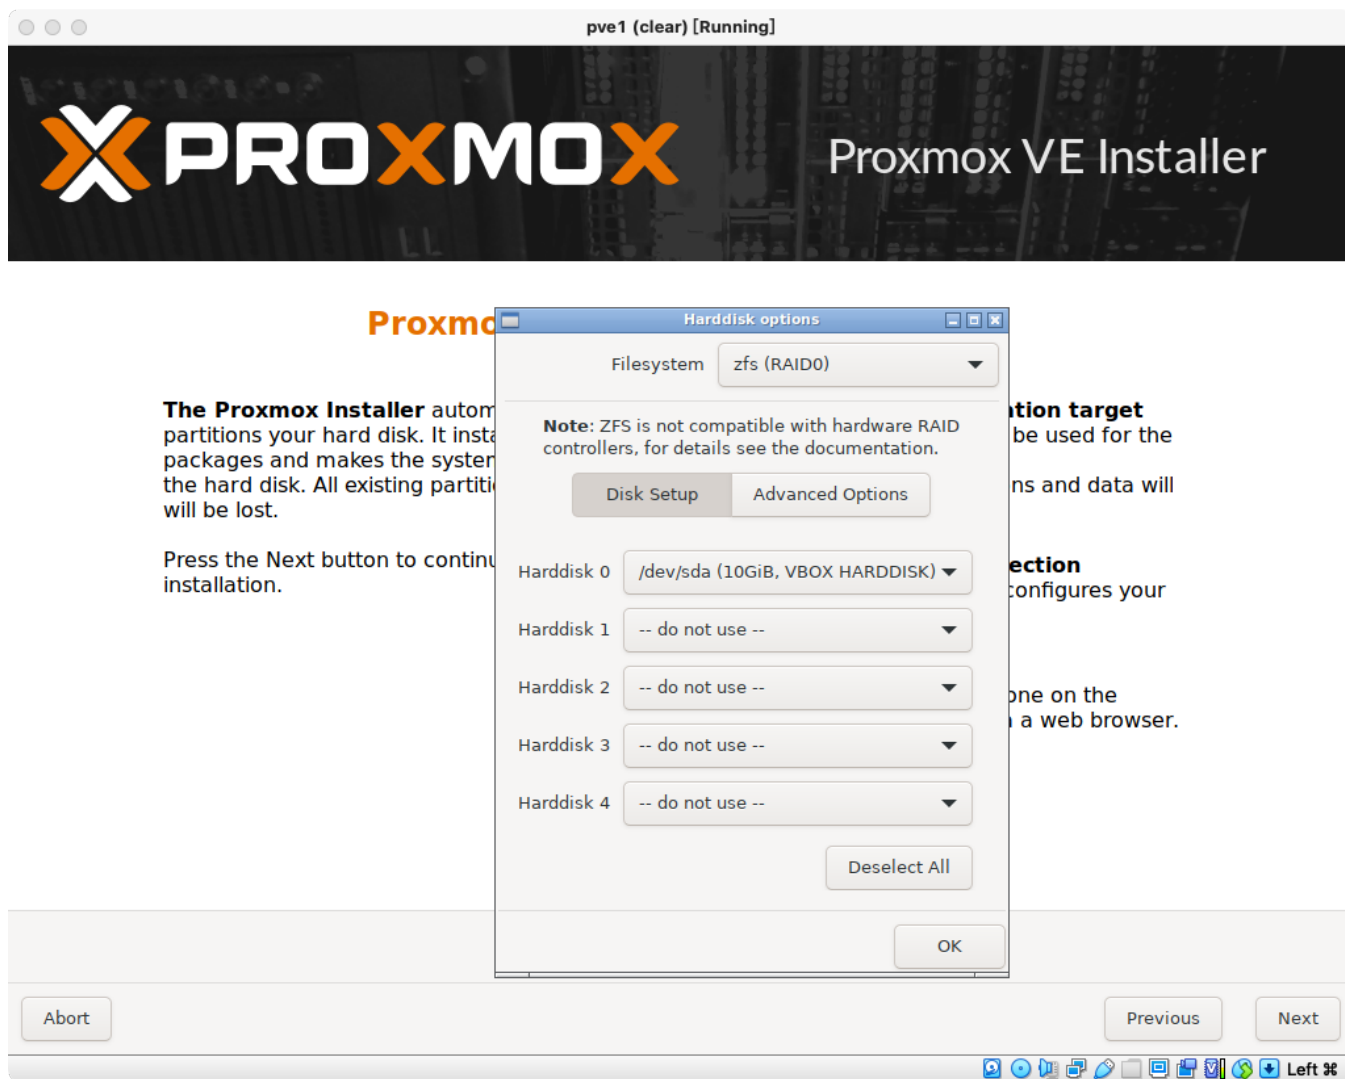 pve1 (clear) [Running]
PROXMOX
Proxmox VE Installer
Proxmo
The Proxmox Installer autom
partitions your hard disk. It insta
packages and makes the system
the hard disk. All existing partiti
will be lost.
Press the Next button to continu
installation.
Harddisk options
Filesystem zfs (RAID0)
Note: ZFS is not compatible with hardware RAID
controllers, for details see the documentation.
Disk Setup Advanced Options
Harddisk 0 /dev/sda (10GiB, VBOX HARDDISK)
Harddisk 1 -- do not use --
Harddisk 2 -- do not use --
Harddisk 3 -- do not use --
Harddisk 4 -- do not use --
Deselect All
OK
tion target
be used for the
ns and data will
ection
configures your
one on the
a web browser.
Abort Previous Next
Left ⌘